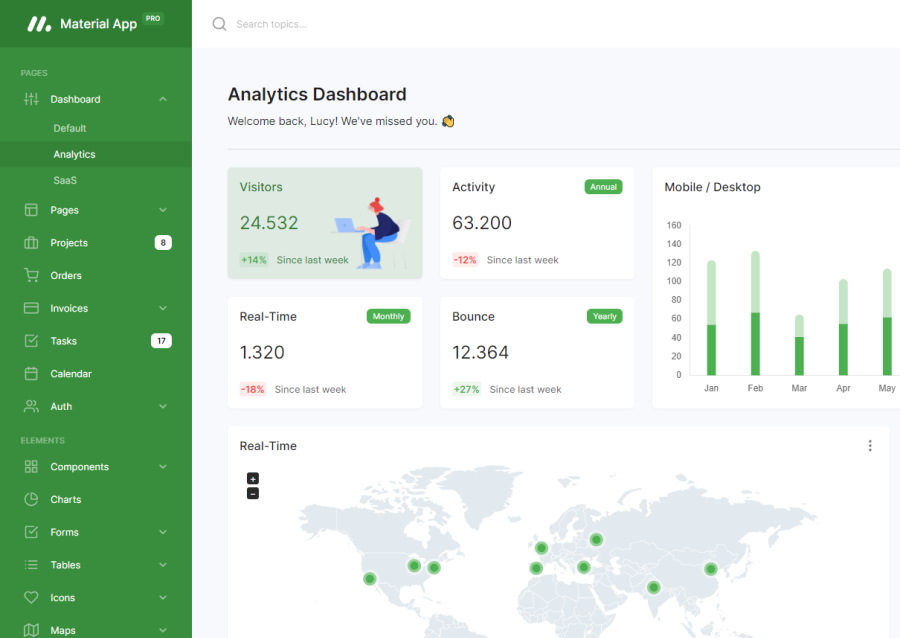 Material App PRO
Search topics...
PAGES
Dashboard
Default
Analytics
SaaS
Pages
Projects 8
Orders
Invoices
Tasks 17
Calendar
Auth
ELEMENTS
Components
Charts
Forms
Tables
Icons
Maps
Analytics Dashboard
Welcome back, Lucy! We've missed you. 👏
Visitors
24.532
+14% Since last week
Activity Annual
63.200
-12% Since last week
Real-Time Monthly
1.320
-18% Since last week
Bounce Yearly
12.364
+27% Since last week
Mobile / Desktop
160
140
120
100
80
60
40
20
0
Jan Feb Mar Apr May
Real-Time
+
−